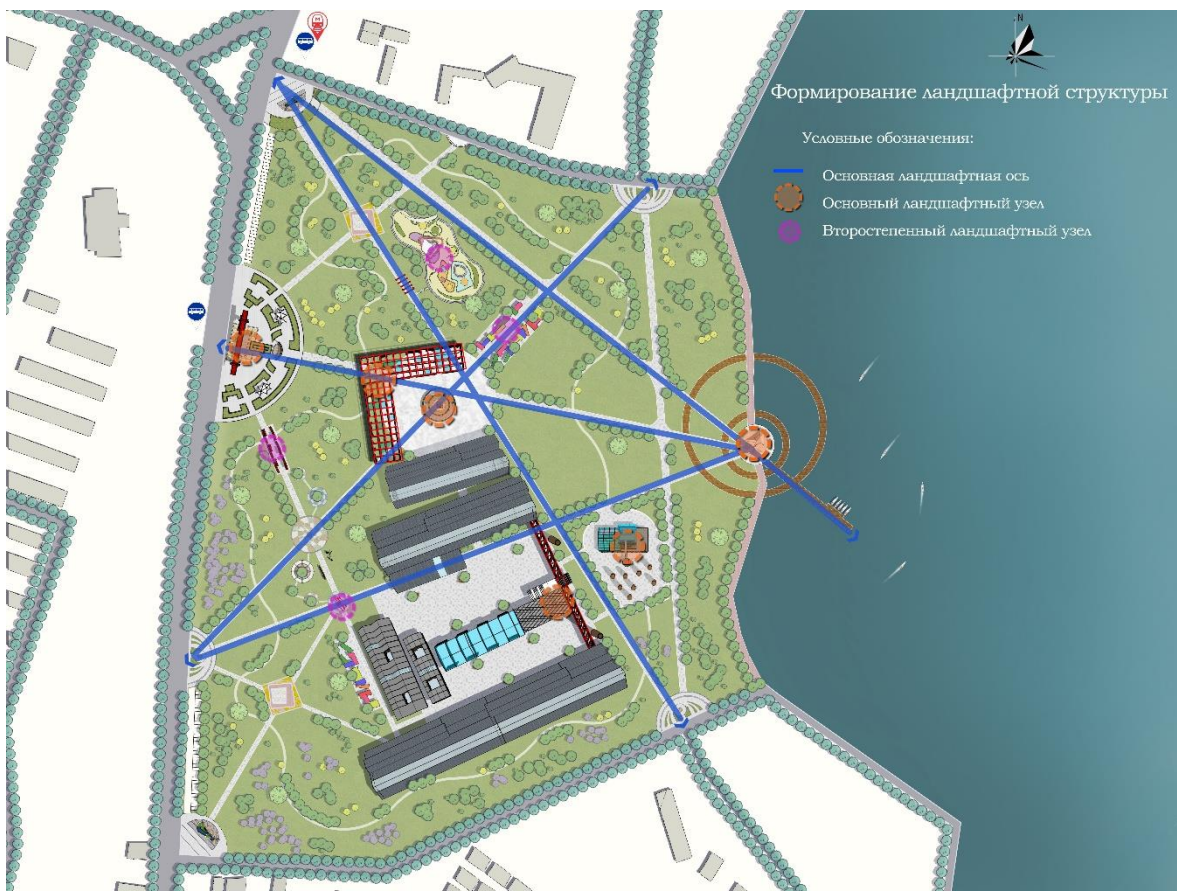 N
Формирование ландшафтной структуры
Условные обозначения:
Основная ландшафтная ось
Основный ландшафтный узел
Второстепенный ландшафтный узел
M